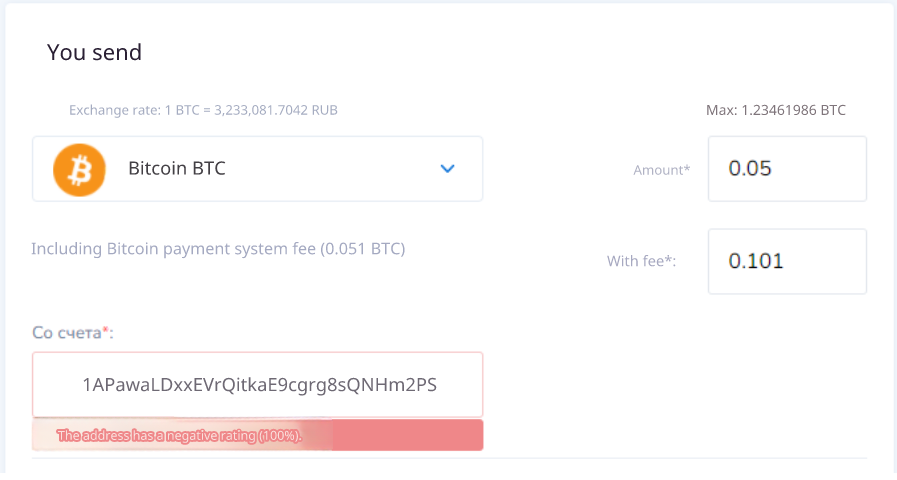 You send
Exchange rate: 1 BTC = 3,233,081.7042 RUB
Max: 1.23461986 BTC
Bitcoin BTC
Amount*
0.05
Including Bitcoin payment system fee (0.051 BTC)
With fee*:
0.101
Со счета*:
1APawaLDxxEVrQitkaE9cgrg8sQNHm2PS
The address has a negative rating (100%).